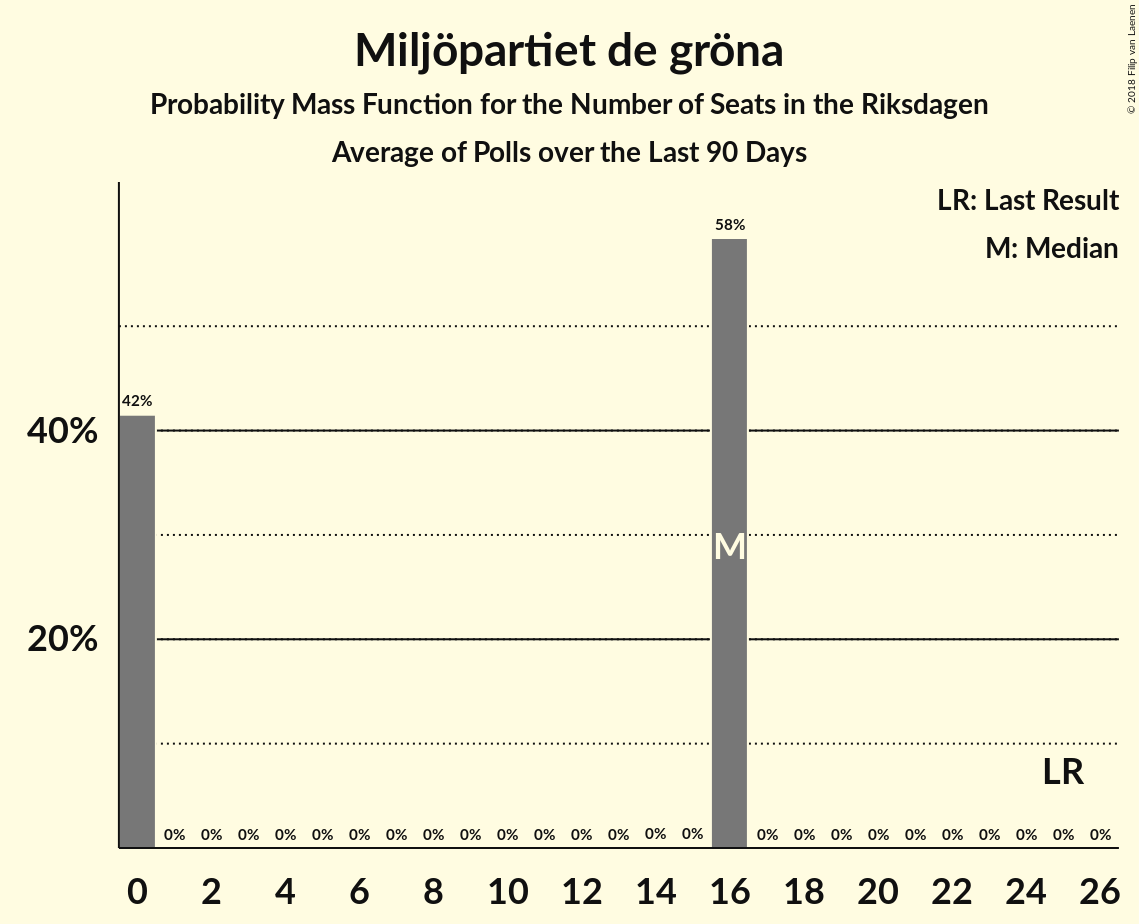 Miljöpartiet de gröna
Probability Mass Function for the Number of Seats in the Riksdagen
Average of Polls over the Last 90 Days
© 2018 Filip van Laenen
LR: Last Result
M: Median
58%
42%
40%
M
20%
LR
0% 0% 0% 0% 0% 0% 0% 0% 0% 0% 0% 0% 0% 0% 0% 0% 0% 0% 0% 0% 0% 0% 0% 0% 0%
0 2 4 6 8 10 12 14 16 18 20 22 24 26